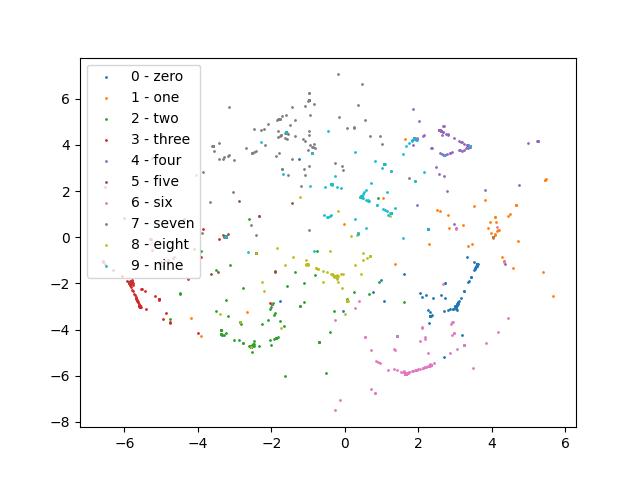 0 - zero
1 - one
2 - two
3 - three
4 - four
5 - five
6 - six
7 - seven
8 - eight
9 - nine
6
4
2
0
−2
−4
−6
−8
−6 −4 −2 0 2 4 6